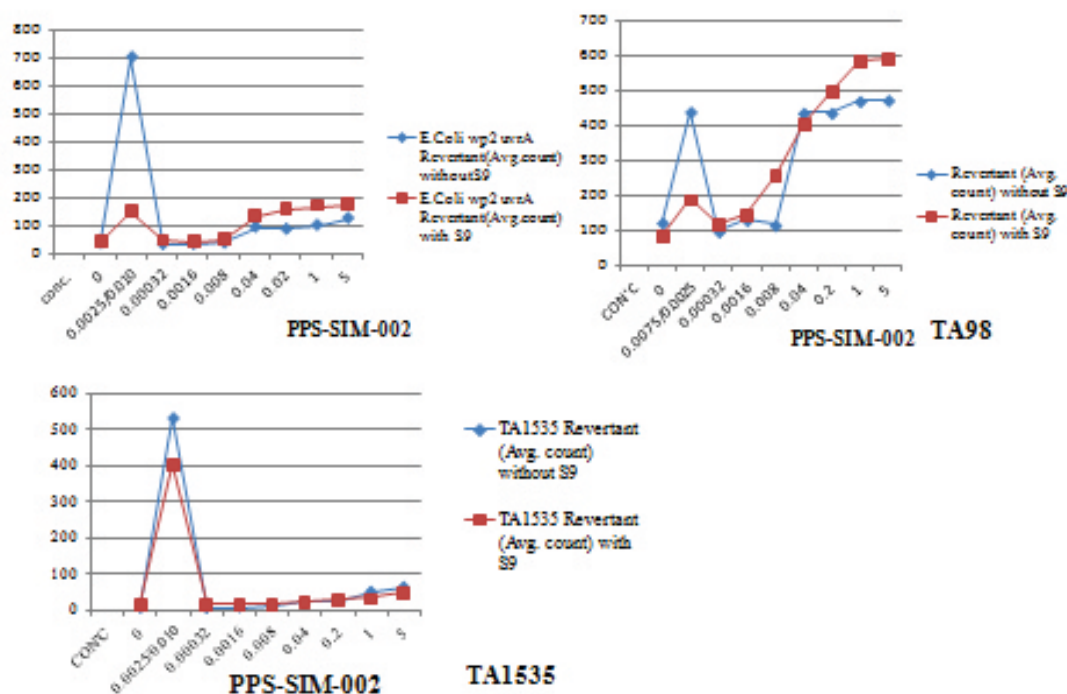 800
700
600
500
400
300
200
100
0
conc.
0
0.0025/0.010
0.00032
0.0016
0.008
0.04
0.02
1
5
PPS-SIM-002
E.Coli wp2 uvrA
Revertant(Avg.count)
without S9
E.Coli wp2 uvrA
Revertant(Avg.count)
with S9
700
600
500
400
300
200
100
0
CON'C
0
0.0075/0.0025
0.00032
0.0016
0.008
0.04
0.2
1
5
PPS-SIM-002
TA98
Revertant (Avg.
count) without S9
Revertant (Avg.
count) with S9
600
500
400
300
200
100
0
CON'C
0
0.0025/0.010
0.00032
0.0016
0.008
0.04
0.2
1
5
PPS-SIM-002
TA1535
TA1535 Revertant
(Avg. count)
without S9
TA1535 Revertant
(Avg. count) with
S9